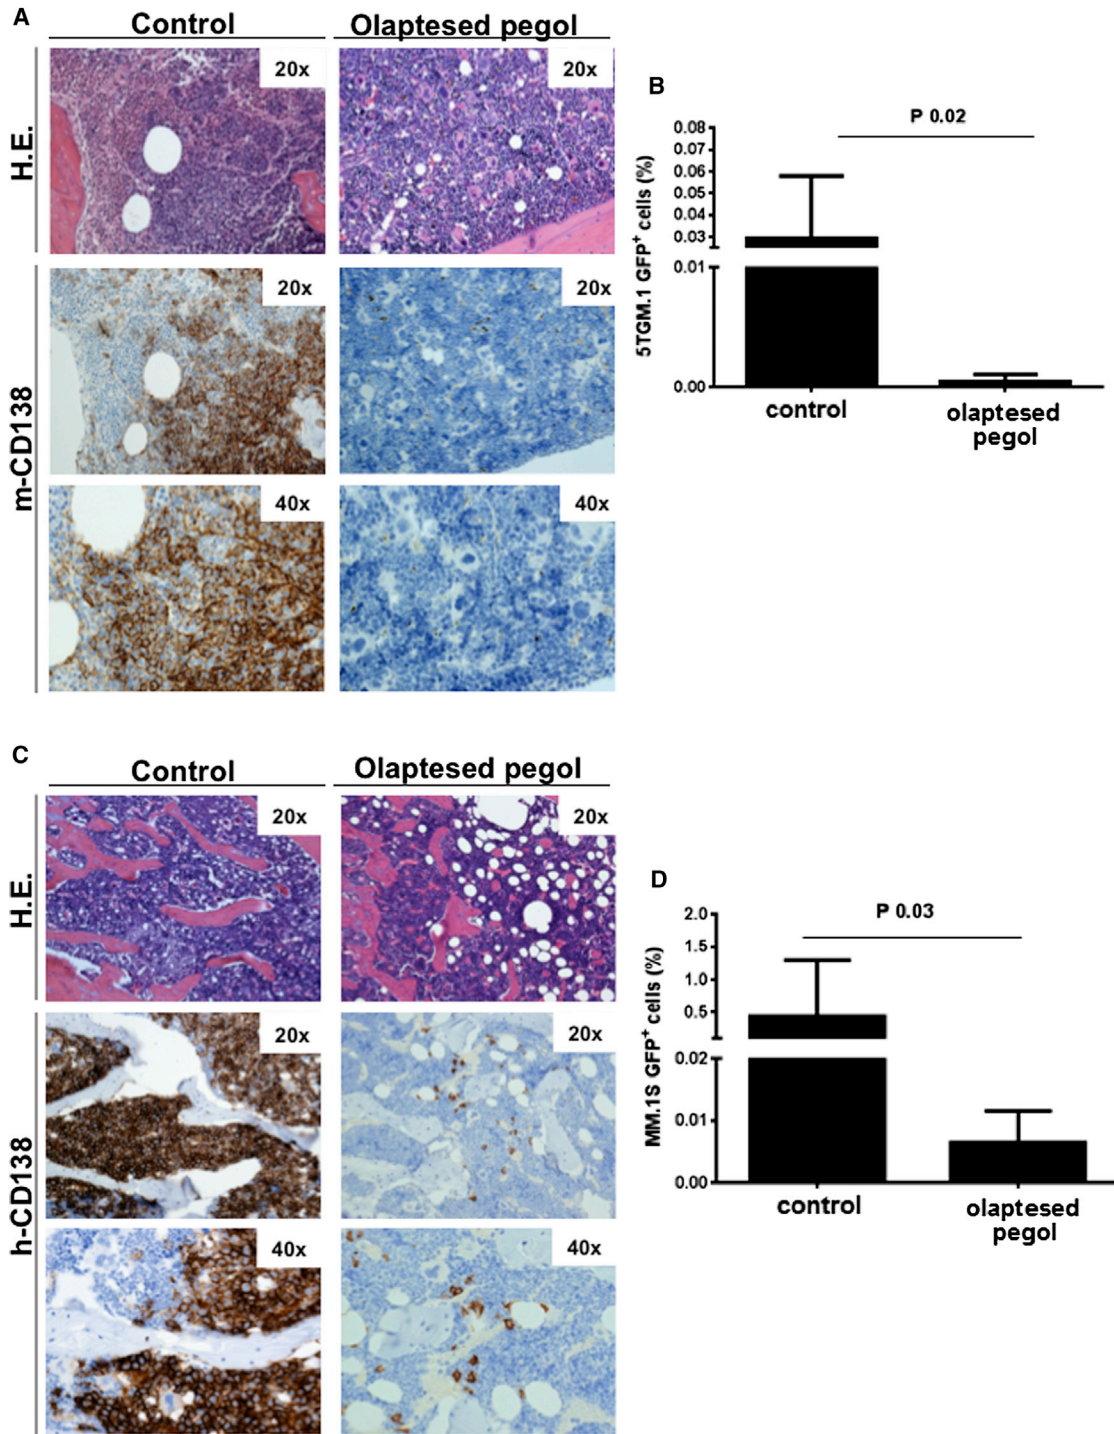 A
Control
Olaptesed pegol
H.E.
20x
20x
m-CD138
20x
20x
40x
40x
B
P 0.02
5TGM.1 GFP+ cells (%)
0.08
0.07
0.06
0.05
0.04
0.03
0.01
0.00
control
olaptesed
pegol
C
Control
Olaptesed pegol
H.E.
20x
20x
h-CD138
20x
20x
40x
40x
D
P 0.03
MM.1S GFP+ cells (%)
2.0
1.5
1.0
0.5
0.02
0.01
0.00
control
olaptesed
pegol